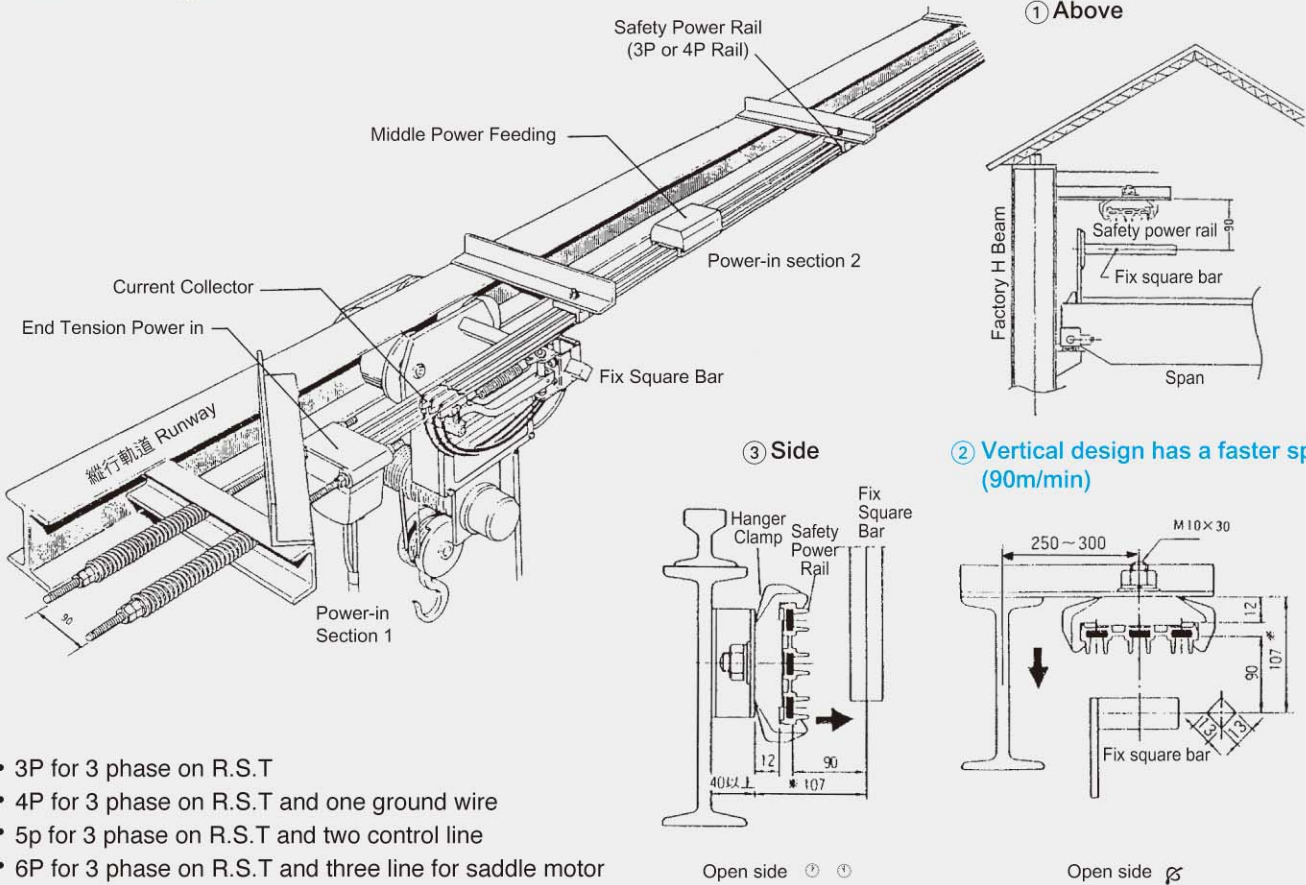 Safety Power Rail
(3P or 4P Rail)
Middle Power Feeding
Power-in section 2
Current Collector
End Tension Power in
Fix Square Bar
縱行軌道 Runway
90
Power-in
Section 1
① Above
Factory H Beam
Safety power rail
90
Fix square bar
Span
③ Side
Hanger
Clamp
Safety
Power
Rail
Fix
Square
Bar
12
90
40以上
* 107
Open side
② Vertical design has a faster sp
(90m/min)
M10×30
250~300
12
90
107 *
13
13
Fix square bar
Open side
• 3P for 3 phase on R.S.T
• 4P for 3 phase on R.S.T and one ground wire
• 5p for 3 phase on R.S.T and two control line
• 6P for 3 phase on R.S.T and three line for saddle motor